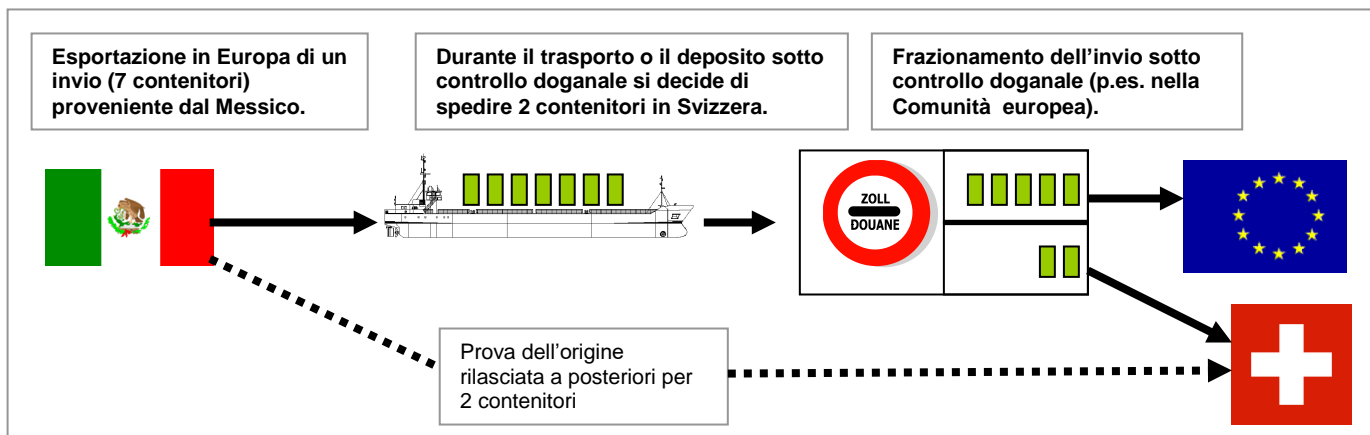 Esportazione in Europa di un
invio (7 contenitori)
proveniente dal Messico.
Durante il trasporto o il deposito sotto
controllo doganale si decide di
spedire 2 contenitori in Svizzera.
Frazionamento dell’invio sotto
controllo doganale (p.es. nella
Comunità europea).
ZOLL
DOUANE
Prova dell’origine
rilasciata a posteriori per
2 contenitori